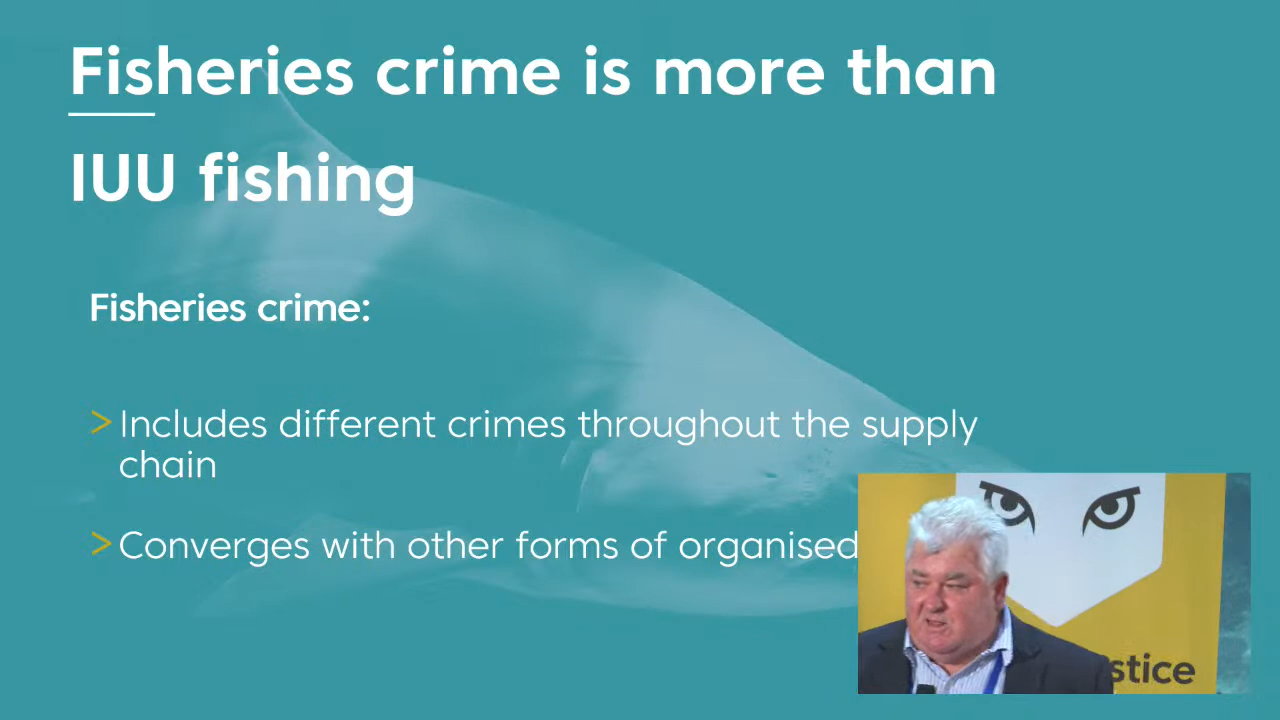 Fisheries crime is more than
IUU fishing
Fisheries crime:
> Includes different crimes throughout the supply
chain
> Converges with other forms of organised
stice